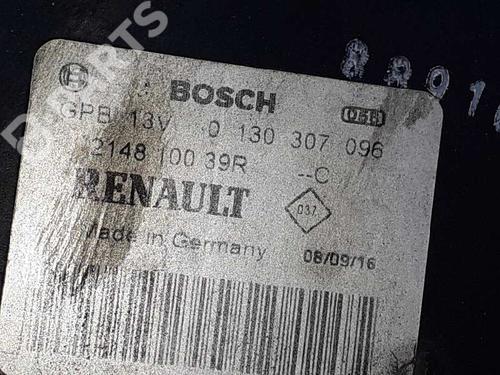 BOSCH
GPB 13V 0 130 307 096
2148 100 39R --C
RENAULT
037
Made in Germany
08/09/16